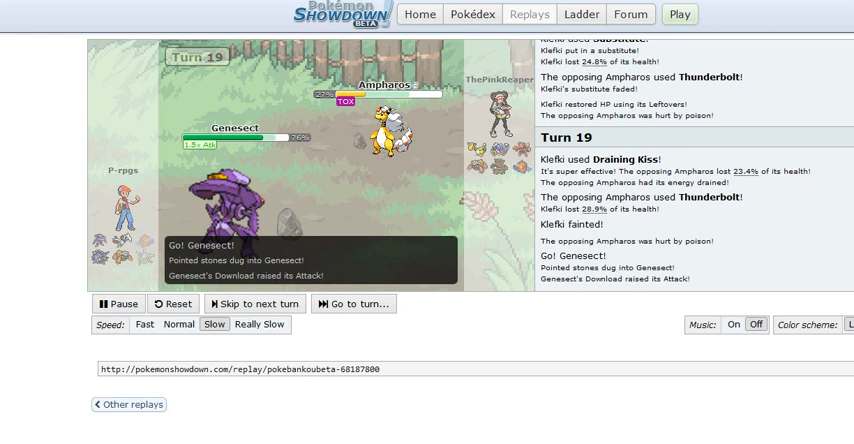 Pokémon
SHOWDOWN!
BETA
Home
Pokédex
Replays
Ladder
Forum
Play
Turn 19
ThePinkReaper
Ampharos
27%
TOX
Genesect
76%
1.5× Atk
P-rpgs
Go! Genesect!
Pointed stones dug into Genesect!
Genesect's Download raised its Attack!
Klefki used Substitute!
Klefki put in a substitute!
Klefki lost 24.8% of its health!
The opposing Ampharos used Thunderbolt!
Klefki's substitute faded!
Klefki restored HP using its Leftovers!
The opposing Ampharos was hurt by poison!
Turn 19
Klefki used Draining Kiss!
It's super effective! The opposing Ampharos lost 23.4% of its health!
The opposing Ampharos had its energy drained!
The opposing Ampharos used Thunderbolt!
Klefki lost 28.9% of its health!
Klefki fainted!
The opposing Ampharos was hurt by poison!
Go! Genesect!
Pointed stones dug into Genesect!
Genesect's Download raised its Attack!
Pause
Reset
Skip to next turn
Go to turn...
Speed: Fast Normal Slow Really Slow
Music: On Off
Color scheme: L
http://pokemonshowdown.com/replay/pokebankoubeta-68187800
Other replays